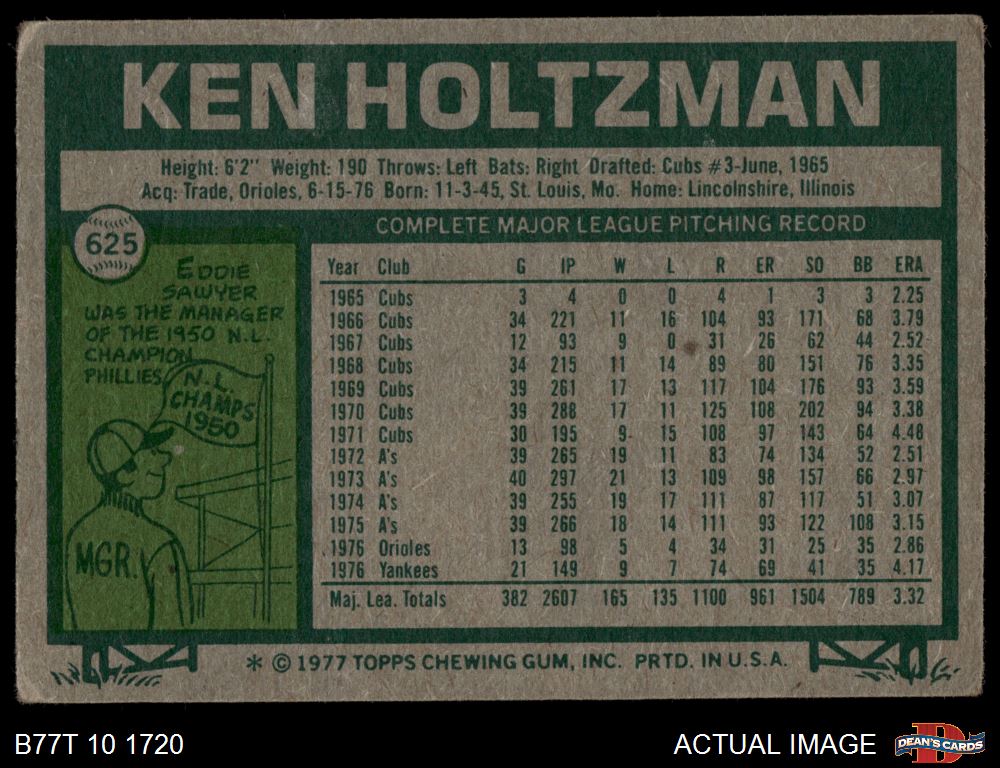 KEN HOLTZMAN
Height: 6'2" Weight: 190 Throws: Left Bats: Right Drafted: Cubs #3-June, 1965
Acq: Trade, Orioles, 6-15-76 Born: 11-3-45, St. Louis, Mo. Home: Lincolnshire, Illinois
625
EDDIE
SAWYER
WAS THE MANAGER
OF THE 1950 N.L.
CHAMPION
PHILLIES
N.L.
CHAMPS
1950
MGR.
COMPLETE MAJOR LEAGUE PITCHING RECORD
Year Club G IP W L R ER SO BB ERA
1965 Cubs 3 4 0 0 4 1 3 3 2.25
1966 Cubs 34 221 11 16 104 93 171 68 3.79
1967 Cubs 12 93 9 0 31 26 62 44 2.52
1968 Cubs 34 215 11 14 89 80 151 76 3.35
1969 Cubs 39 261 17 13 117 104 176 93 3.59
1970 Cubs 39 288 17 11 125 108 202 94 3.38
1971 Cubs 30 195 9 15 108 97 143 64 4.48
1972 A's 39 265 19 11 83 74 134 52 2.51
1973 A's 40 297 21 13 109 98 157 66 2.97
1974 A's 39 255 19 17 111 87 117 51 3.07
1975 A's 39 266 18 14 111 93 122 108 3.15
1976 Orioles 13 98 5 4 34 31 25 35 2.86
1976 Yankees 21 149 9 7 74 69 41 35 4.17
Maj. Lea. Totals 382 2607 165 135 1100 961 1504 789 3.32
* © 1977 TOPPS CHEWING GUM, INC. PRTD. IN U.S.A.
B77T 10 1720
ACTUAL IMAGE
D
DEAN'S CARDS